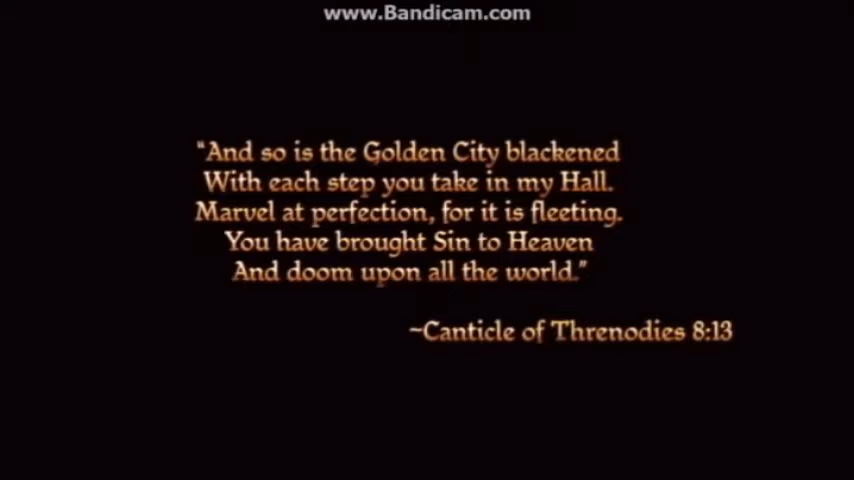 www.Bandicam.com
"And so is the Golden City blackened
With each step you take in my Hall.
Marvel at perfection, for it is fleeting.
You have brought Sin to Heaven
And doom upon all the world."
~Canticle of Threnodies 8:13